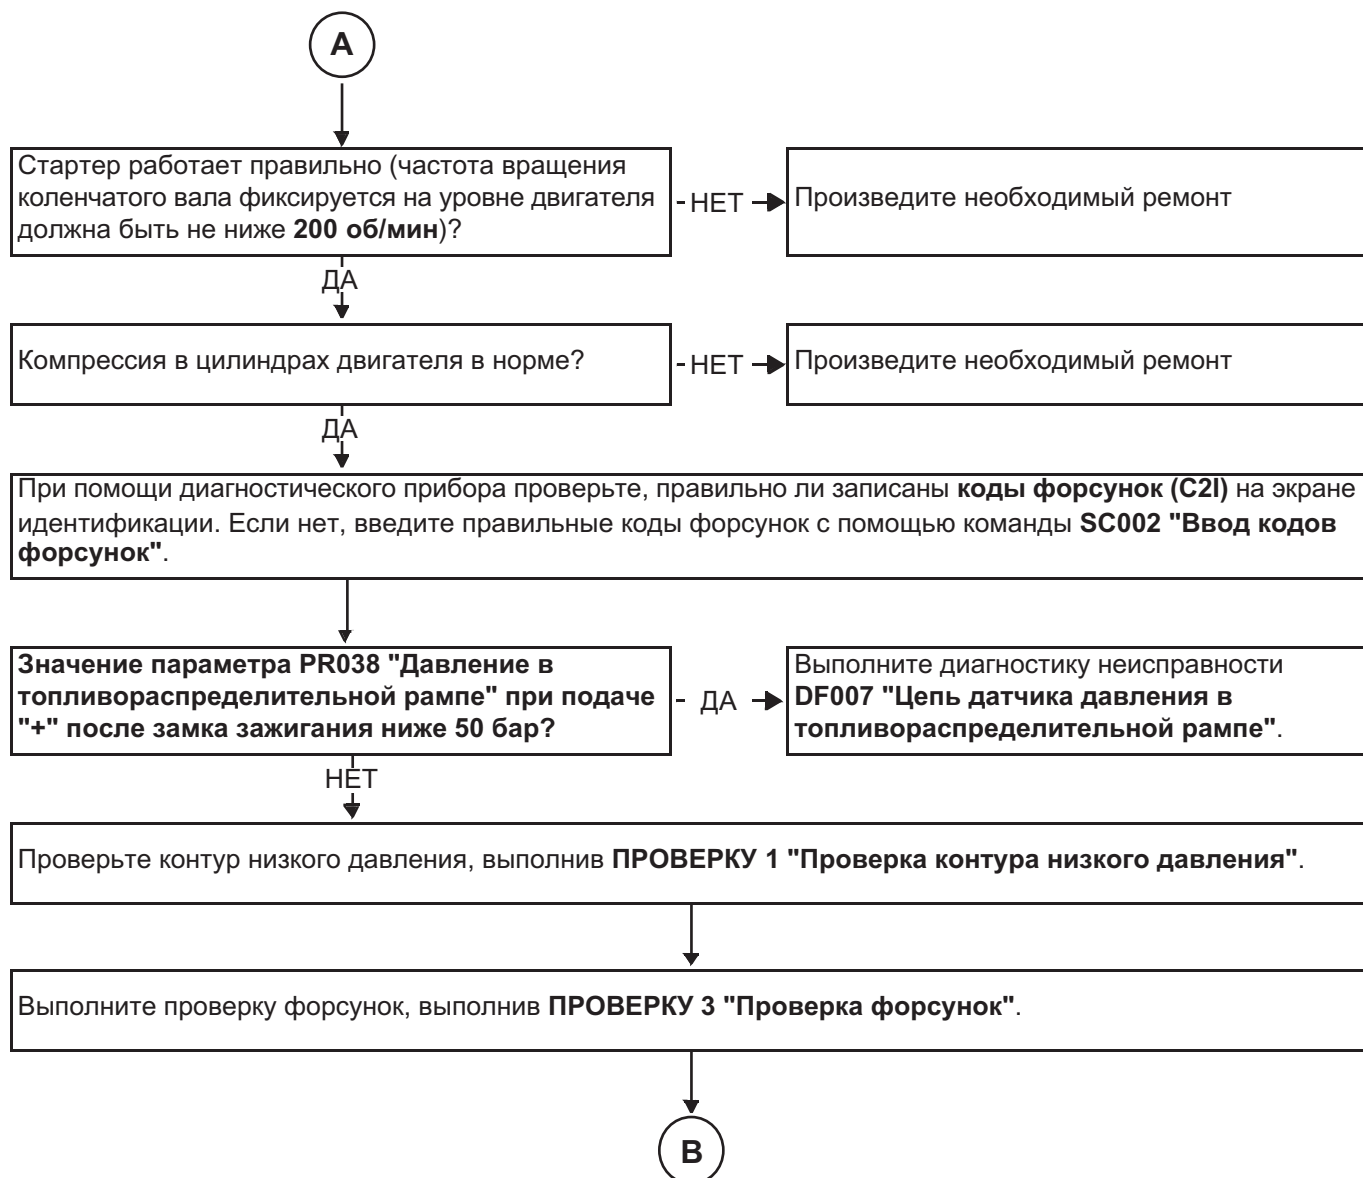 A
Стартер работает правильно (частота вращения
коленчатого вала фиксируется на уровне двигателя
должна быть не ниже 200 об/мин)?
- НЕТ
Произведите необходимый ремонт
ДА
Компрессия в цилиндрах двигателя в норме?
- НЕТ
Произведите необходимый ремонт
ДА
При помощи диагностического прибора проверьте, правильно ли записаны коды форсунок (C2I) на экране
идентификации. Если нет, введите правильные коды форсунок с помощью команды SC002 "Ввод кодов
форсунок".
Значение параметра PR038 "Давление в
топливораспределительной рампе" при подаче
"+" после замка зажигания ниже 50 бар?
- ДА
Выполните диагностику неисправности
DF007 "Цепь датчика давления в
топливораспределительной рампе".
НЕТ
Проверьте контур низкого давления, выполнив ПРОВЕРКУ 1 "Проверка контура низкого давления".
Выполните проверку форсунок, выполнив ПРОВЕРКУ 3 "Проверка форсунок".
B